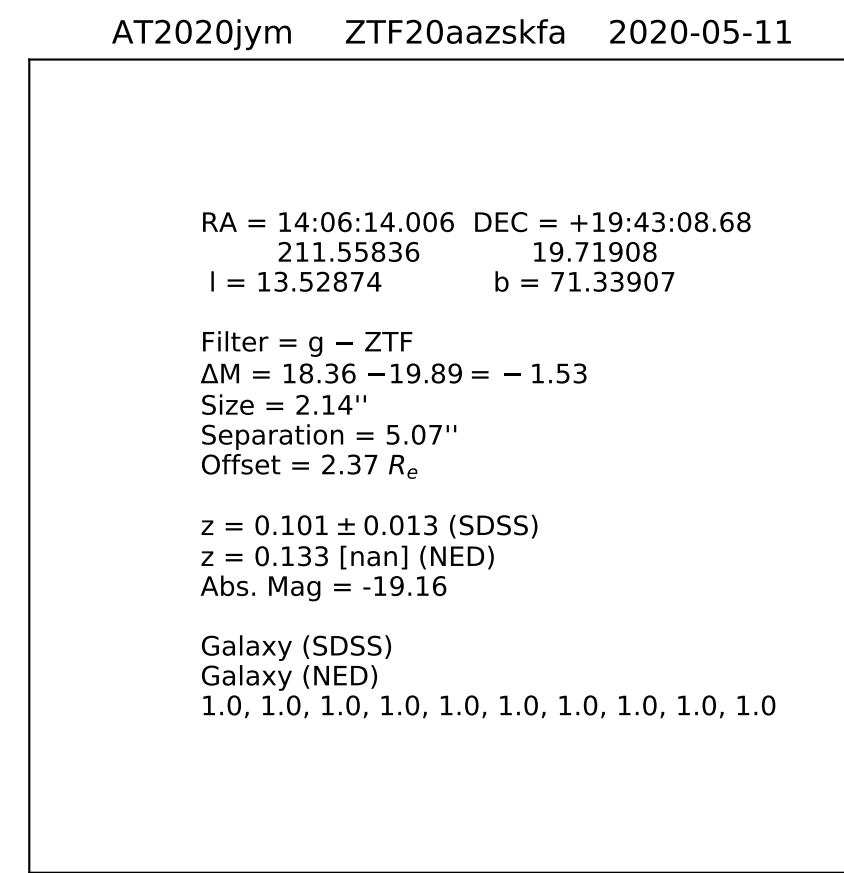 AT2020jym ZTF20aazskfa 2020-05-11
RA = 14:06:14.006 DEC = +19:43:08.68
211.55836 19.71908
l = 13.52874 b = 71.33907
Filter = g − ZTF
ΔM = 18.36 −19.89 = − 1.53
Size = 2.14''
Separation = 5.07''
Offset = 2.37 Rₑ
z = 0.101 ± 0.013 (SDSS)
z = 0.133 [nan] (NED)
Abs. Mag = -19.16
Galaxy (SDSS)
Galaxy (NED)
1.0, 1.0, 1.0, 1.0, 1.0, 1.0, 1.0, 1.0, 1.0, 1.0